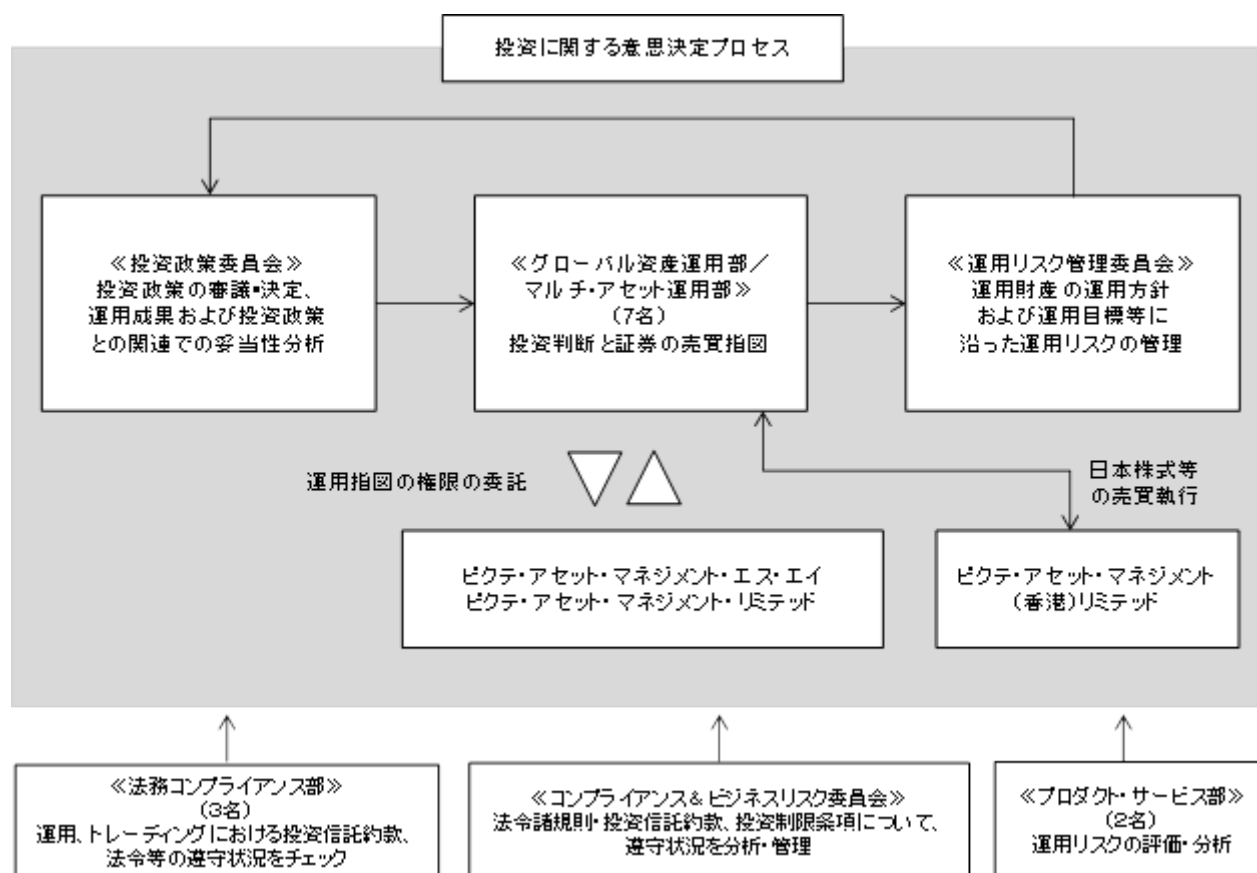 投資に関する意思決定プロセス
≪投資政策委員会≫
投資政策の審議・決定、
運用成果および投資政策
との関連での妥当性分析
≪グローバル資産運用部／
マルチ・アセット運用部≫
(7名)
投資判断と証券の売買指図
≪運用リスク管理委員会≫
運用財産の運用方針
および運用目標等に
沿った運用リスクの管理
運用指図の権限の委託
日本株式等
の売買執行
ピクテ・アセット・マネジメント・エス・エイ
ピクテ・アセット・マネジメント・リミテッド
ピクテ・アセット・マネジメント
(香港)リミテッド
≪法務コンプライアンス部≫
(3名)
運用、トレーディングにおける投資信託約款、
法令等の遵守状況をチェック
≪コンプライアンス&ビジネスリスク委員会≫
法令諸規則・投資信託約款、投資制限条項について、
遵守状況を分析・管理
≪プロダクト・サービス部≫
(2名)
運用リスクの評価・分析